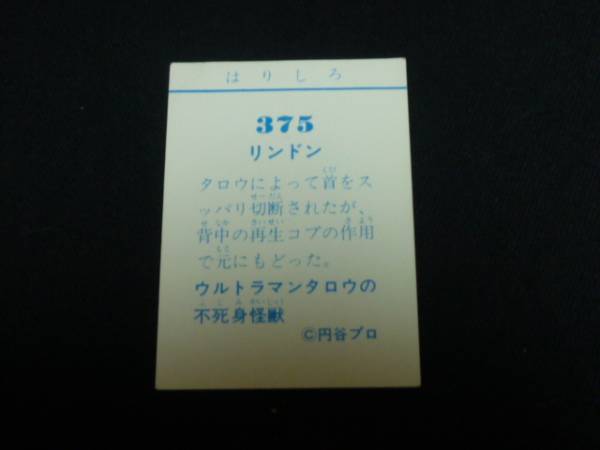 はりしろ
375
リンドン
タロウによって首をス
ッパリ切断されたが、
背中の再生コブの作用
で元にもどった。
ウルトラマンタロウの
不死身怪獣
©円谷プロ